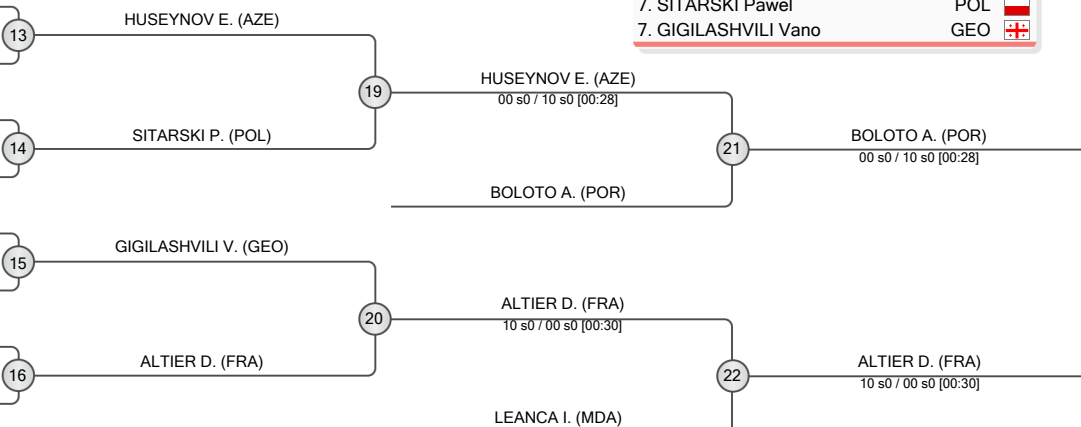 7. SITARSKI Pawel POL
7. GIGILASHVILI Vano GEO
HUSEYNOV E. (AZE)
13
HUSEYNOV E. (AZE)
19
00 s0 / 10 s0 [00:28]
SITARSKI P. (POL)
14
BOLOTO A. (POR)
21
00 s0 / 10 s0 [00:28]
BOLOTO A. (POR)
GIGILASHVILI V. (GEO)
15
ALTIER D. (FRA)
20
10 s0 / 00 s0 [00:30]
ALTIER D. (FRA)
16
ALTIER D. (FRA)
22
10 s0 / 00 s0 [00:30]
LEANCA I. (MDA)